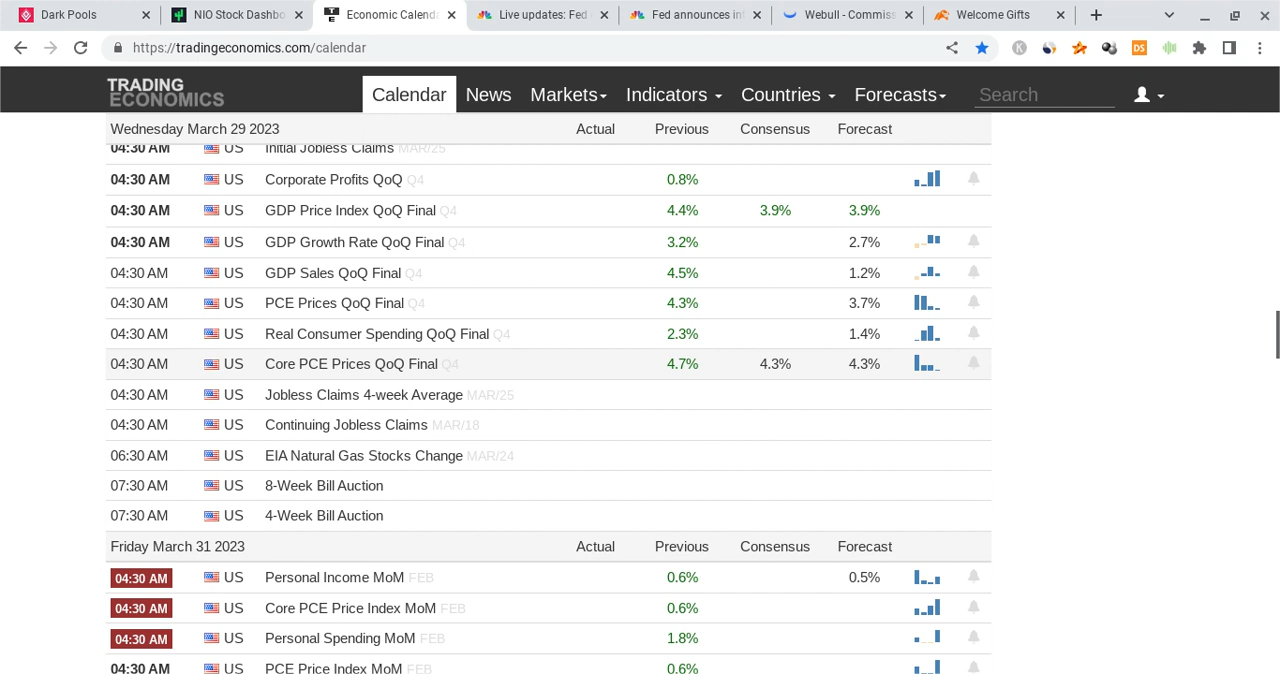 Dark Pools
NIO Stock Dashbo
Economic Calenda
Live updates: Fed
Fed announces in
Webull - Commiss
Welcome Gifts
https://tradingeconomics.com/calendar
K
DS
TRADING
ECONOMICS
Calendar News Markets Indicators Countries Forecasts Search
Wednesday March 29 2023 Actual Previous Consensus Forecast
04:30 AM US Initial Jobless Claims MAR/25
04:30 AM US Corporate Profits QoQ Q4 0.8%
04:30 AM US GDP Price Index QoQ Final Q4 4.4% 3.9% 3.9%
04:30 AM US GDP Growth Rate QoQ Final Q4 3.2% 2.7%
04:30 AM US GDP Sales QoQ Final Q4 4.5% 1.2%
04:30 AM US PCE Prices QoQ Final Q4 4.3% 3.7%
04:30 AM US Real Consumer Spending QoQ Final Q4 2.3% 1.4%
04:30 AM US Core PCE Prices QoQ Final Q4 4.7% 4.3% 4.3%
04:30 AM US Jobless Claims 4-week Average MAR/25
04:30 AM US Continuing Jobless Claims MAR/18
06:30 AM US EIA Natural Gas Stocks Change MAR/24
07:30 AM US 8-Week Bill Auction
07:30 AM US 4-Week Bill Auction
Friday March 31 2023 Actual Previous Consensus Forecast
04:30 AM US Personal Income MoM FEB 0.6% 0.5%
04:30 AM US Core PCE Price Index MoM FEB 0.6%
04:30 AM US Personal Spending MoM FEB 1.8%
04:30 AM US PCE Price Index MoM FEB 0.6%